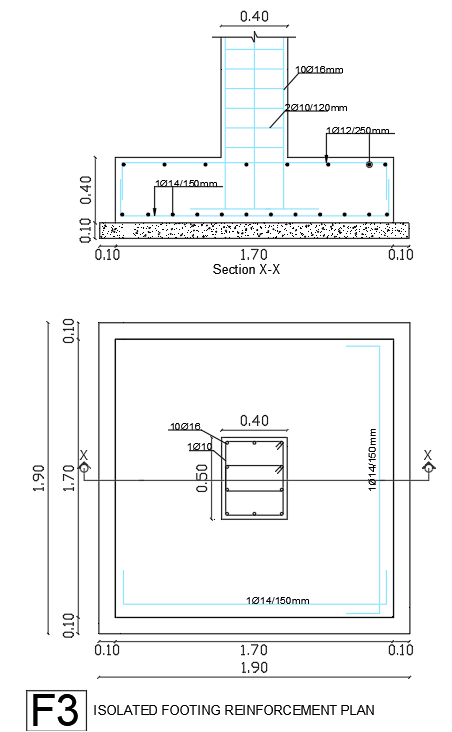 0.40
10Ø16mm
2Ø10/120mm
1Ø12/250mm
0.40
1Ø14/150mm
0.10
0.10
1.70
0.10
Section X-X
0.10
0.40
10Ø16
1Ø10
1Ø14/150mm
X
X
0.50
1.70
1.90
1Ø14/150mm
0.10
0.10
1.70
0.10
1.90
F3
ISOLATED FOOTING REINFORCEMENT PLAN